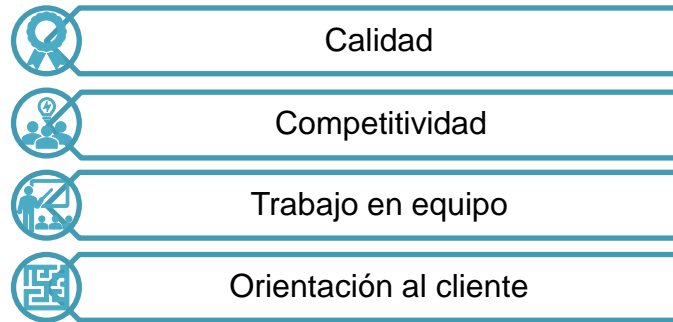 Calidad
Competitividad
Trabajo en equipo
Orientación al cliente